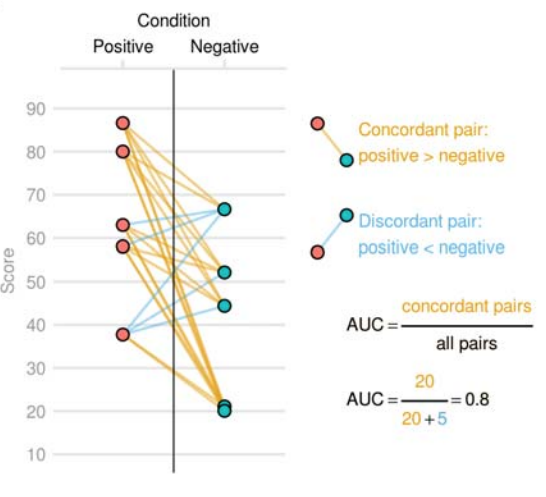 Condition
Positive Negative
90
80
70
60
50
40
30
20
10
Score
Concordant pair:
positive > negative
Discordant pair:
positive < negative
AUC = concordant pairs
all pairs
AUC = 20
20 + 5
= 0.8